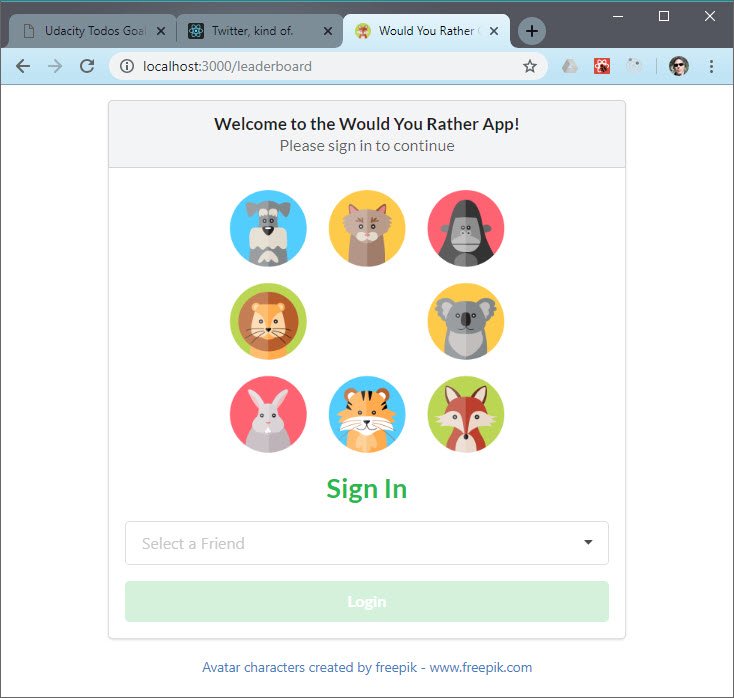 Udacity Todos Goal
Twitter, kind of.
Would You Rather
localhost:3000/leaderboard
Welcome to the Would You Rather App!
Please sign in to continue
Sign In
Select a Friend
Login
Avatar characters created by freepik - www.freepik.com